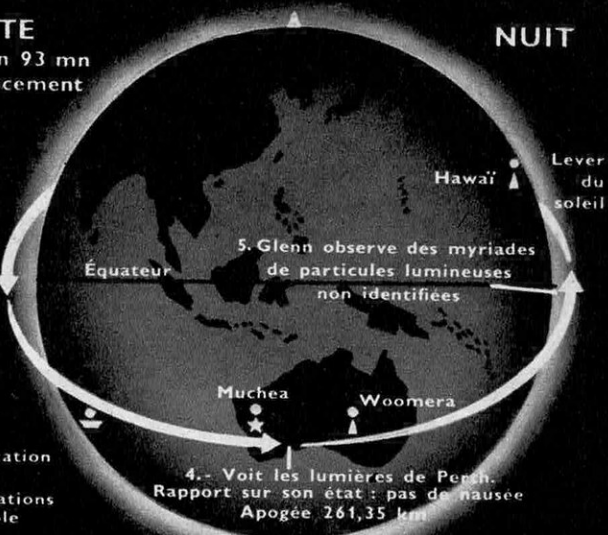 TE
NUIT
n 93 mn
cement
Hawaï
Lever
du
soleil
5. Glenn observe des myriades
de particules lumineuses
non identifiées
Équateur
Muchea
Woomera
ation
4.- Voit les lumières de Perth.
Rapport sur son état : pas de nausée
Apogée 261,35 km
ations
le